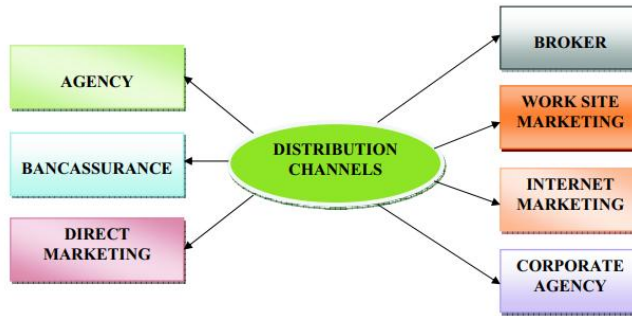 AGENCY
BANCASSURANCE
DIRECT
MARKETING
DISTRIBUTION
CHANNELS
BROKER
WORK SITE
MARKETING
INTERNET
MARKETING
CORPORATE
AGENCY